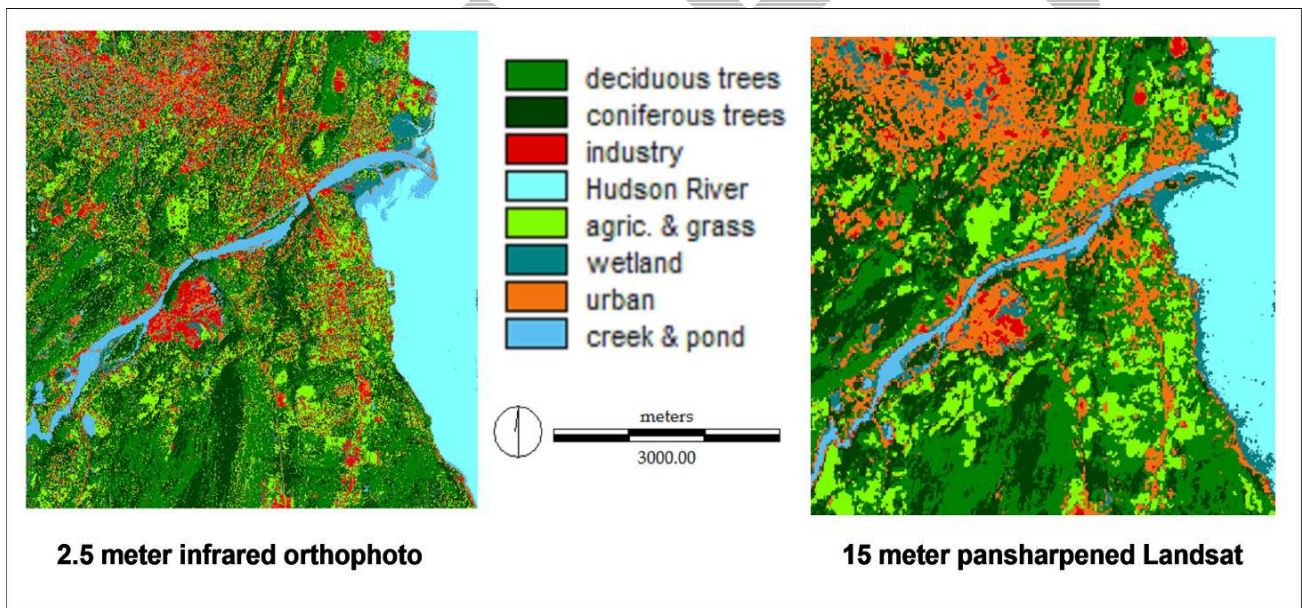 deciduous trees
coniferous trees
industry
Hudson River
agric. & grass
wetland
urban
creek & pond
meters
3000.00
2.5 meter infrared orthophoto
15 meter pansharpened Landsat